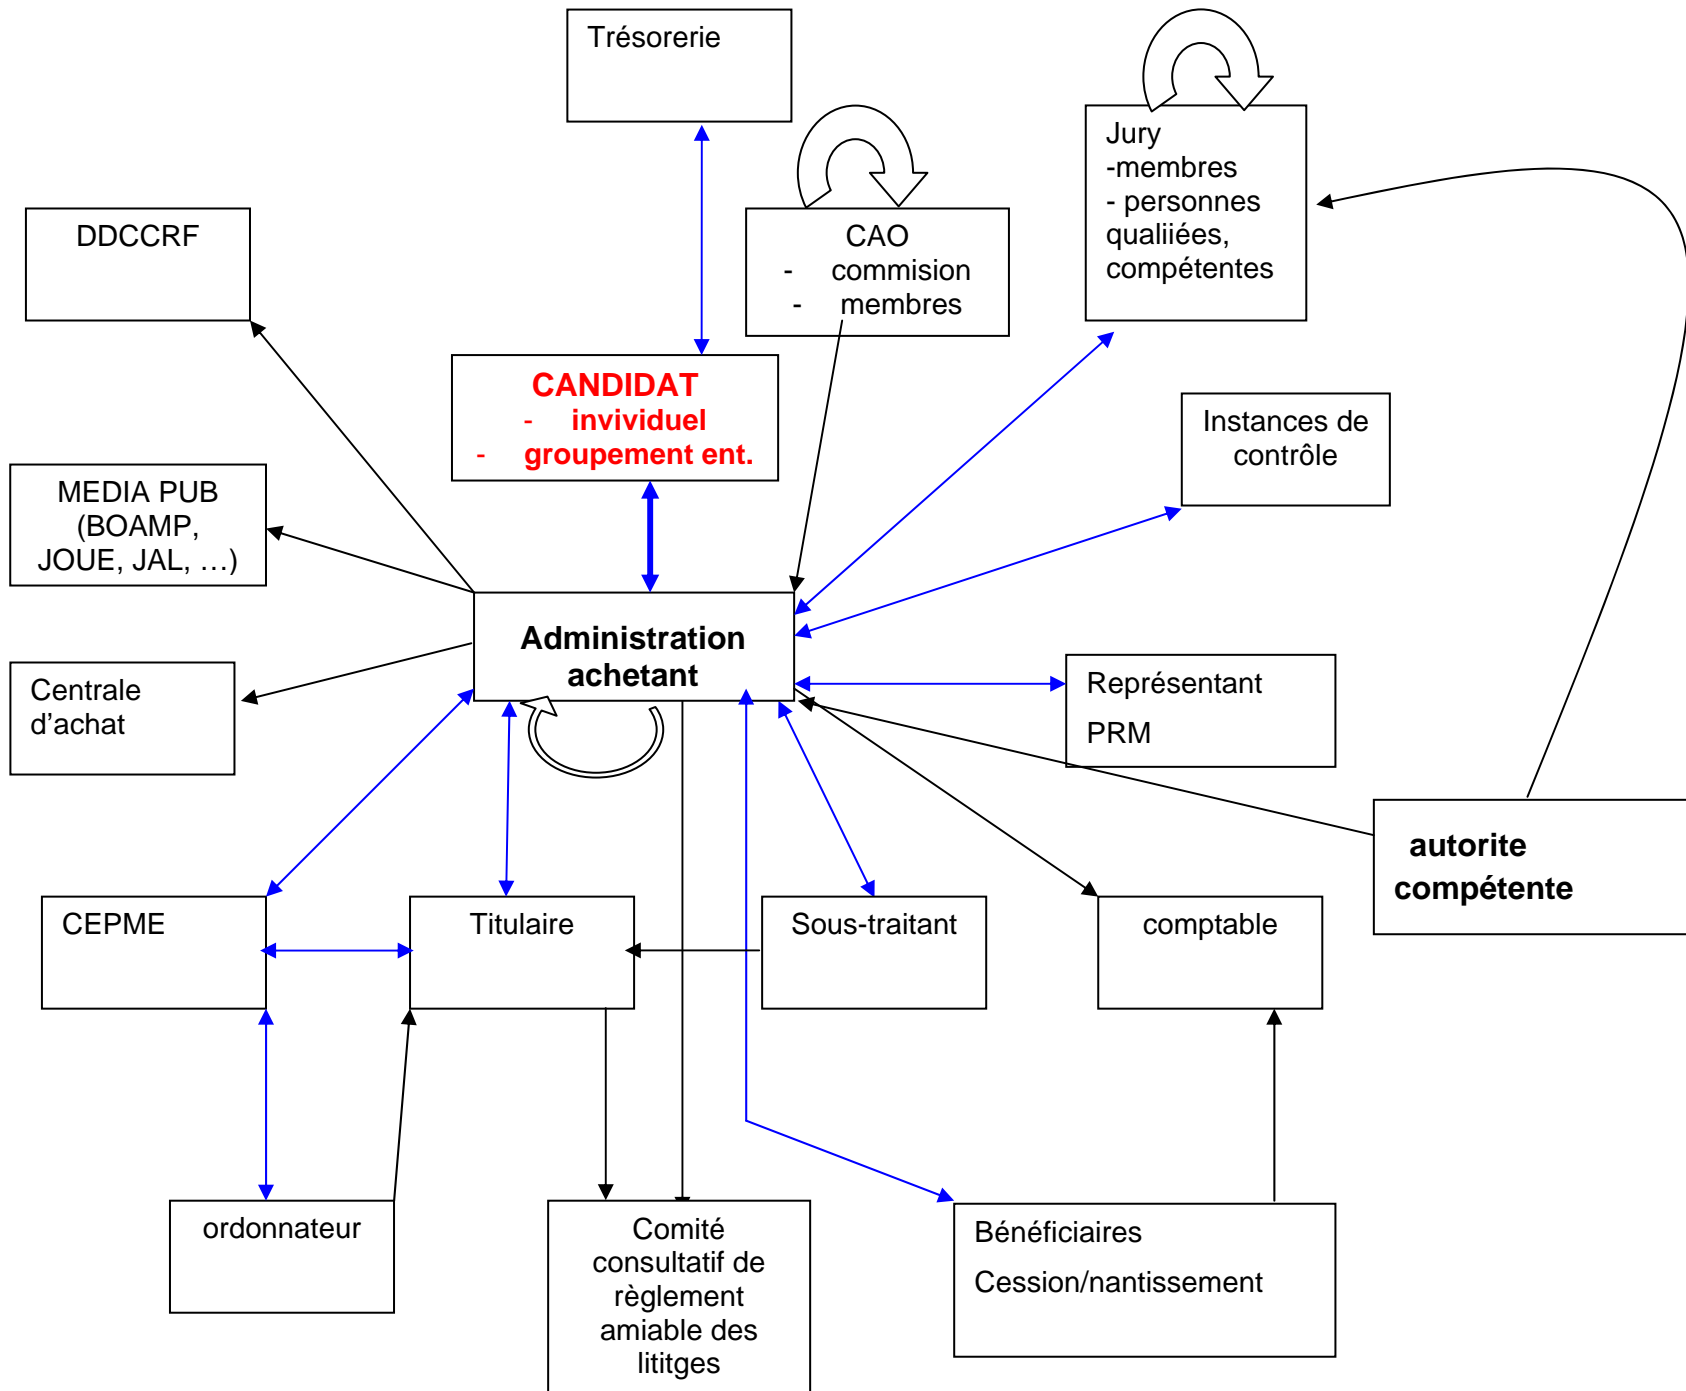 Trésorerie
Jury
-membres
- personnes
qualiiées,
compétentes
DDCCRF
CAO
- commision
- membres
CANDIDAT
- invividuel
- groupement ent.
Instances de
contrôle
MEDIA PUB
(BOAMP,
JOUE, JAL, …)
Administration
achetant
Centrale
d’achat
Représentant
PRM
autorite
compétente
CEPME
Titulaire
Sous-traitant
comptable
ordonnateur
Comité
consultatif de
règlement
amiable des
lititges
Bénéficiaires
Cession/nantissement